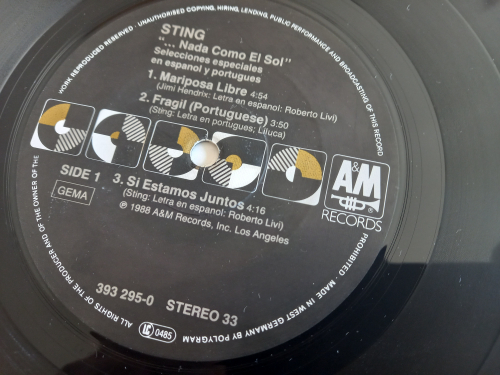 WORK REPRODUCED RESERVED · UNAUTHORISED COPYING, HIRING, LENDING, PUBLIC PERFORMANCE AND BROADCASTING OF THIS RECORD PROHIBITED · MADE IN WEST GERMANY BY POLYGRAM
ALL RIGHTS OF THE PRODUCER AND OF THE OWNER OF THE
STING
"... Nada Como El Sol"
Selecciones especiales
en espanol y portugues
1. Mariposa Libre 4:54
(Jimi Hendrix: Letra en espanol: Roberto Livi)
2. Fragil (Portuguese) 3:50
(Sting: Letra en portugues; Liluca)
SIDE 1
GEMA
A&M
®
RECORDS
3. Si Estamos Juntos 4:16
(Sting: Letra en espanol: Roberto Livi)
℗ 1988 A&M Records, Inc. Los Angeles
393 295-0 STEREO 33
LC 0485